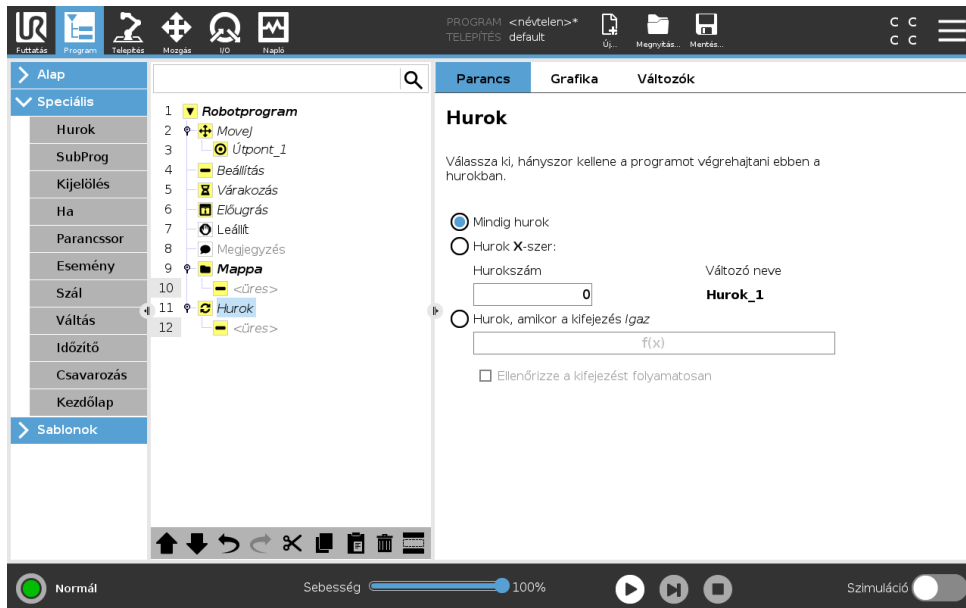 PROGRAM <névtelen>*
TELEPÍTÉS default
Futtatás Program Telepítés Mozgás I/O Napló
Új... Megnyitás... Mentés...
C C
C C
Alap
Speciális
Hurok
SubProg
Kijelölés
Ha
Parancssor
Esemény
Szál
Váltás
Időzítő
Csavarozás
Kezdőlap
Sablonok
1 Robotprogram
2 MoveJ
3 Útpont_1
4 Beállítás
5 Várakozás
6 Előugrás
7 Leállít
8 Megjegyzés
9 Mappa
10 <üres>
11 Hurok
12 <üres>
Parancs Grafika Változók
Hurok
Válassza ki, hányszor kellene a programot végrehajtani ebben a
hurokban.
Mindig hurok
Hurok X-szer:
Hurokszám Változó neve
0 Hurok_1
Hurok, amikor a kifejezés Igaz
f(x)
Ellenőrizze a kifejezést folyamatosan
Normál Sebesség 100% Szimuláció